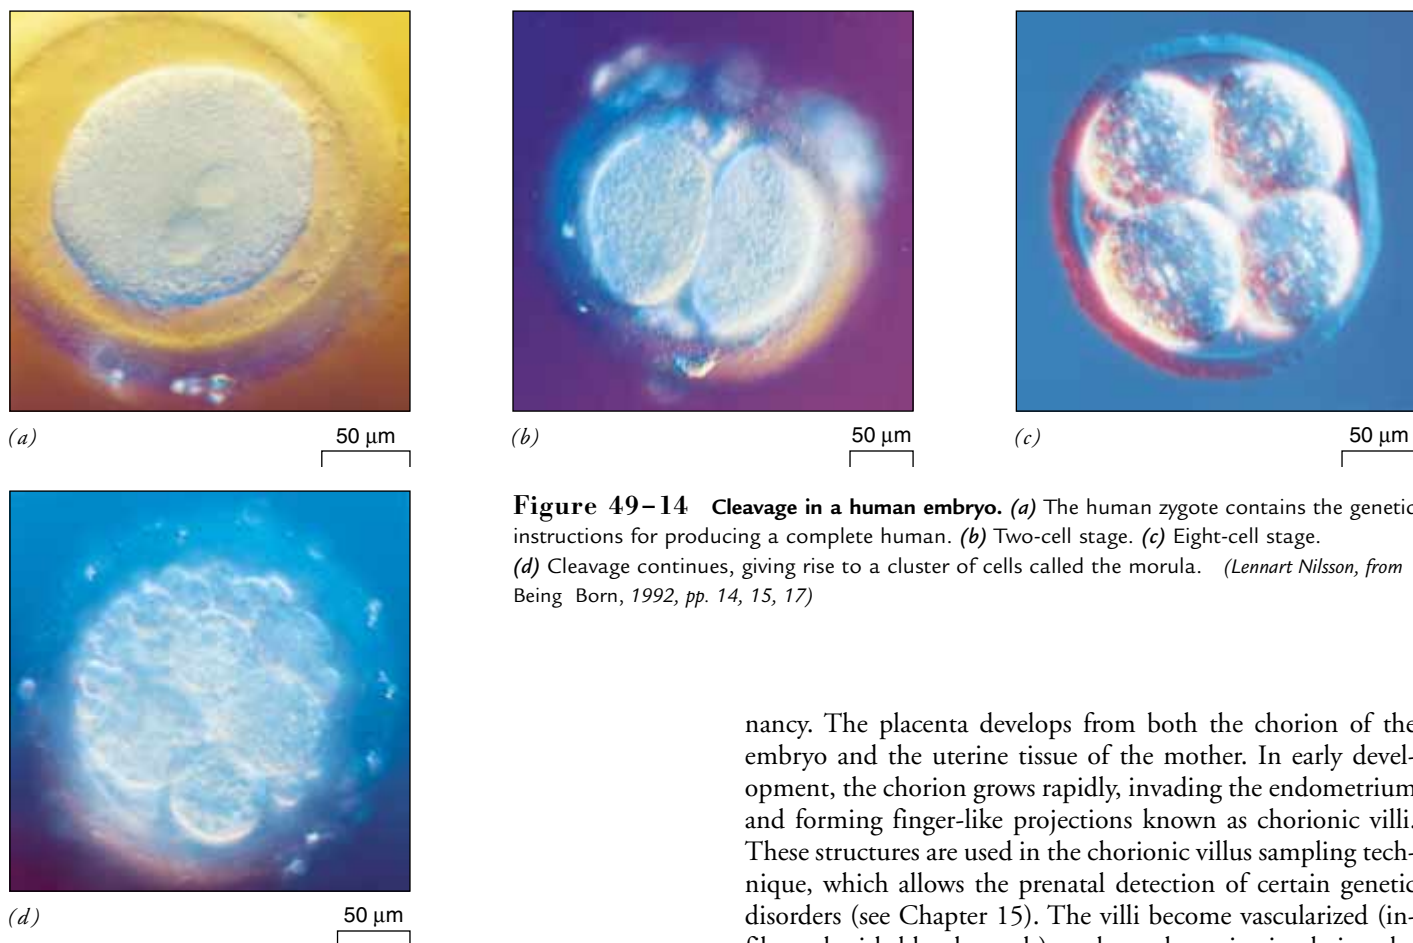 (a)
50 µm
(b)
50 µm
(c)
50 µm
Figure 49–14 Cleavage in a human embryo. (a) The human zygote contains the genetic
instructions for producing a complete human. (b) Two-cell stage. (c) Eight-cell stage.
(d) Cleavage continues, giving rise to a cluster of cells called the morula. (Lennart Nilsson, from
Being Born, 1992, pp. 14, 15, 17)
(d)
50 µm
nancy. The placenta develops from both the chorion of the
embryo and the uterine tissue of the mother. In early devel-
opment, the chorion grows rapidly, invading the endometrium
and forming finger-like projections known as chorionic villi.
These structures are used in the chorionic villus sampling tech-
nique, which allows the prenatal detection of certain genetic
disorders (see Chapter 15). The villi become vascularized (in-